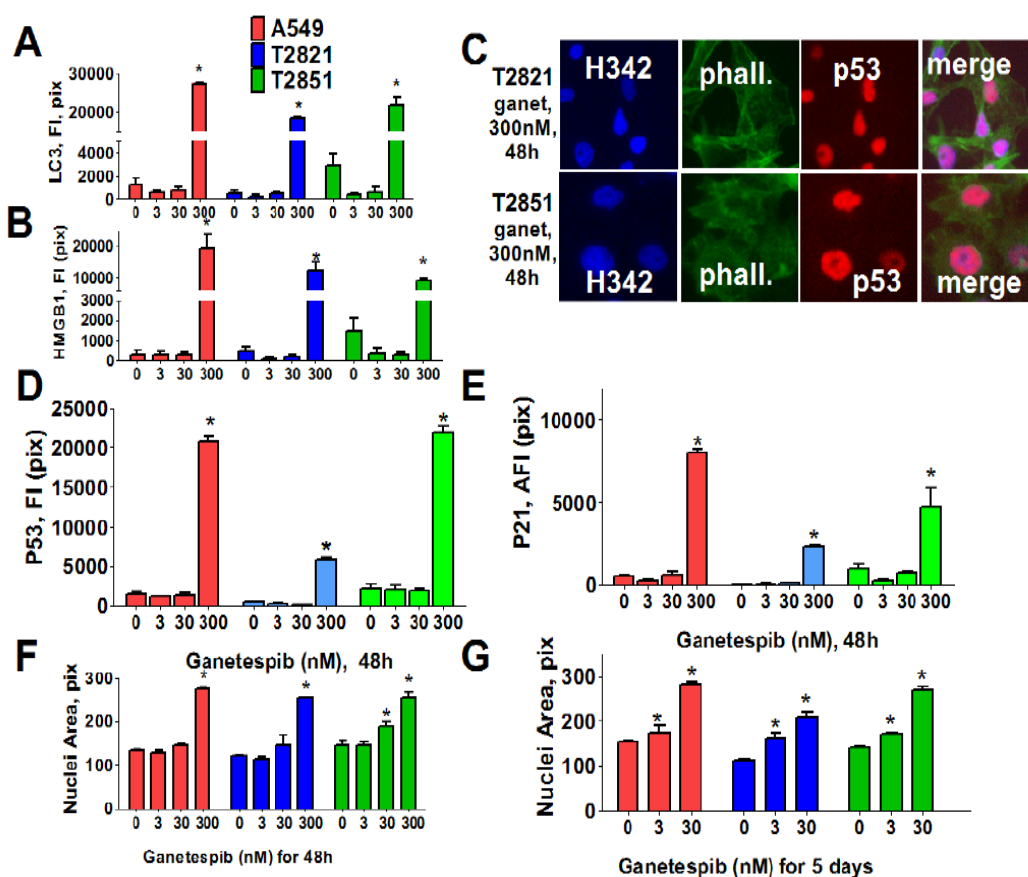 A
A549
T2821
T2851
LC3, FI, pix
30000
20000
10000
4000
2000
0
*
*
*
0 3 30 300 0 3 30 300 0 3 30 300
B
HMGB1, FI (pix)
20000
10000
3000
2000
1000
0
*
*
*
0 3 30 300 0 3 30 300 0 3 30 300
C
T2821
ganet,
300nM,
48h
H342
phall.
p53
merge
T2851
ganet,
300nM,
48h
H342
phall.
p53
merge
D
P53, FI (pix)
25000
20000
15000
10000
5000
0
*
*
*
0 3 30 300 0 3 30 300 0 3 30 300
Ganetespib (nM), 48h
E
P21, AFI (pix)
10000
5000
0
*
*
*
0 3 30 300 0 3 30 300 0 3 30 300
Ganetespib (nM), 48h
F
Nuclei Area, pix
300
200
100
0
*
*
*
*
0 3 30 300 0 3 30 300 0 3 30 300
Ganetespib (nM) for 48h
G
Nuclei Area, pix
300
200
100
0
*
*
*
*
*
*
0 3 30 0 3 30 0 3 30
Ganetespib (nM) for 5 days